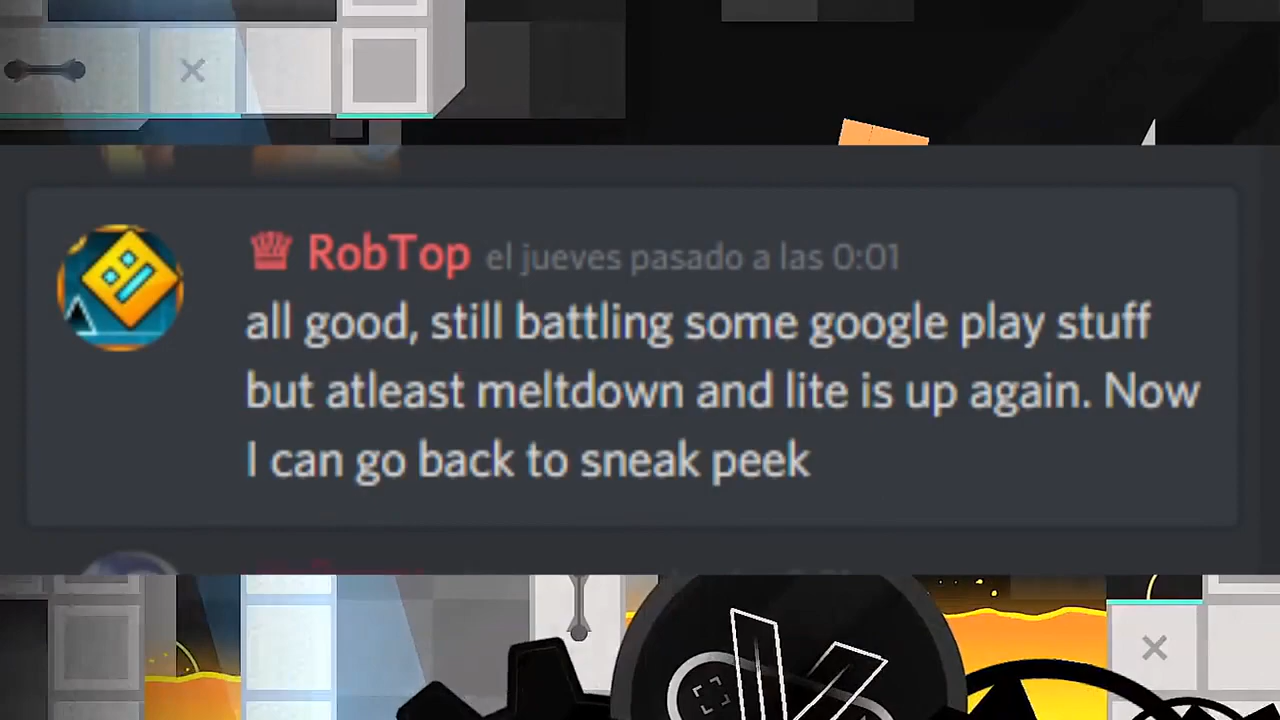 RobTop el jueves pasado a las 0:01
all good, still battling some google play stuff
but atleast meltdown and lite is up again. Now
I can go back to sneak peek